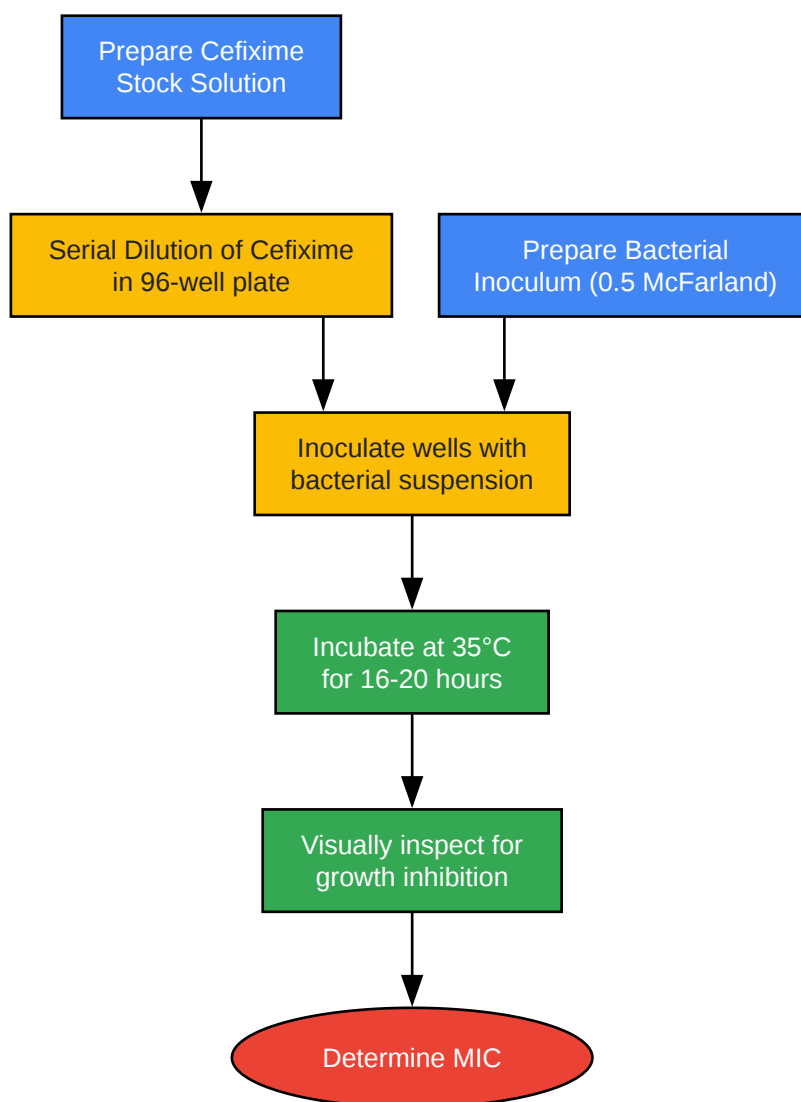 Prepare Cefixime
Stock Solution
Serial Dilution of Cefixime
in 96-well plate
Prepare Bacterial
Inoculum (0.5 McFarland)
Inoculate wells with
bacterial suspension
Incubate at 35°C
for 16-20 hours
Visually inspect for
growth inhibition
Determine MIC